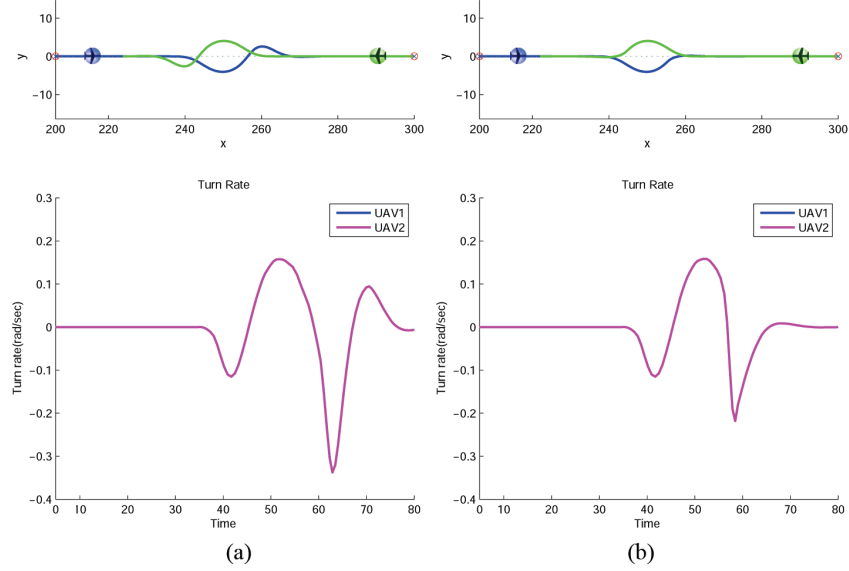 10
0
−10
y
200 220 240 260 280 300
x
10
0
−10
y
200 220 240 260 280 300
x
Turn Rate
0.3
0.2
0.1
0
−0.1
−0.2
−0.3
−0.4
Turn rate(rad/sec)
UAV1
UAV2
0 10 20 30 40 50 60 70 80
Time
(a)
Turn Rate
0.3
0.2
0.1
0
−0.1
−0.2
−0.3
−0.4
Turn rate(rad/sec)
UAV1
UAV2
0 10 20 30 40 50 60 70 80
Time
(b)